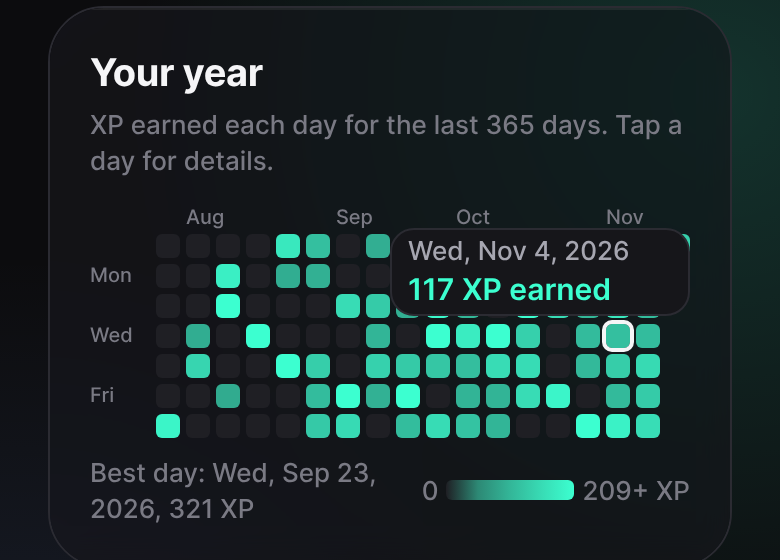 Your year
XP earned each day for the last 365 days. Tap a
day for details.
Aug Sep Oct Nov
Wed, Nov 4, 2026
117 XP earned
Mon
Wed
Fri
Best day: Wed, Sep 23,
2026, 321 XP
0 209+ XP